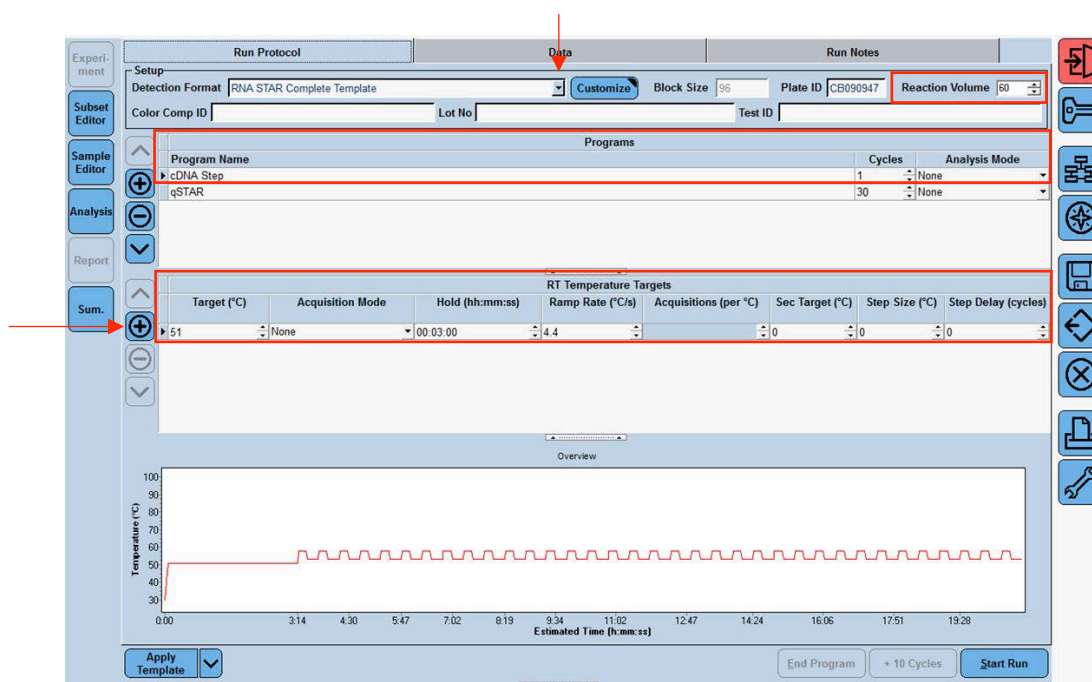 Experi-
ment
Subset
Editor
Sample
Editor
Analysis
Report
Sum.
Run Protocol Data Run Notes
Setup
Detection Format RNA STAR Complete Template Customize Block Size 96 Plate ID CB090947 Reaction Volume 60
Color Comp ID Lot No Test ID
Programs
Program Name Cycles Analysis Mode
cDNA Step 1 None
qSTAR 30 None
RT Temperature Targets
Target (°C) Acquisition Mode Hold (hh:mm:ss) Ramp Rate (°C/s) Acquisitions (per °C) Sec Target (°C) Step Size (°C) Step Delay (cycles)
51 None 00:03:00 4.4 0 0 0
Overview
Temperature (°C)
100
90
80
70
60
50
40
30
0:00 3:14 4:30 5:47 7:02 8:19 9:34 11:02 12:47 14:24 16:06 17:51 19:28
Estimated Time (h:mm:ss)
Apply
Template
End Program + 10 Cycles Start Run